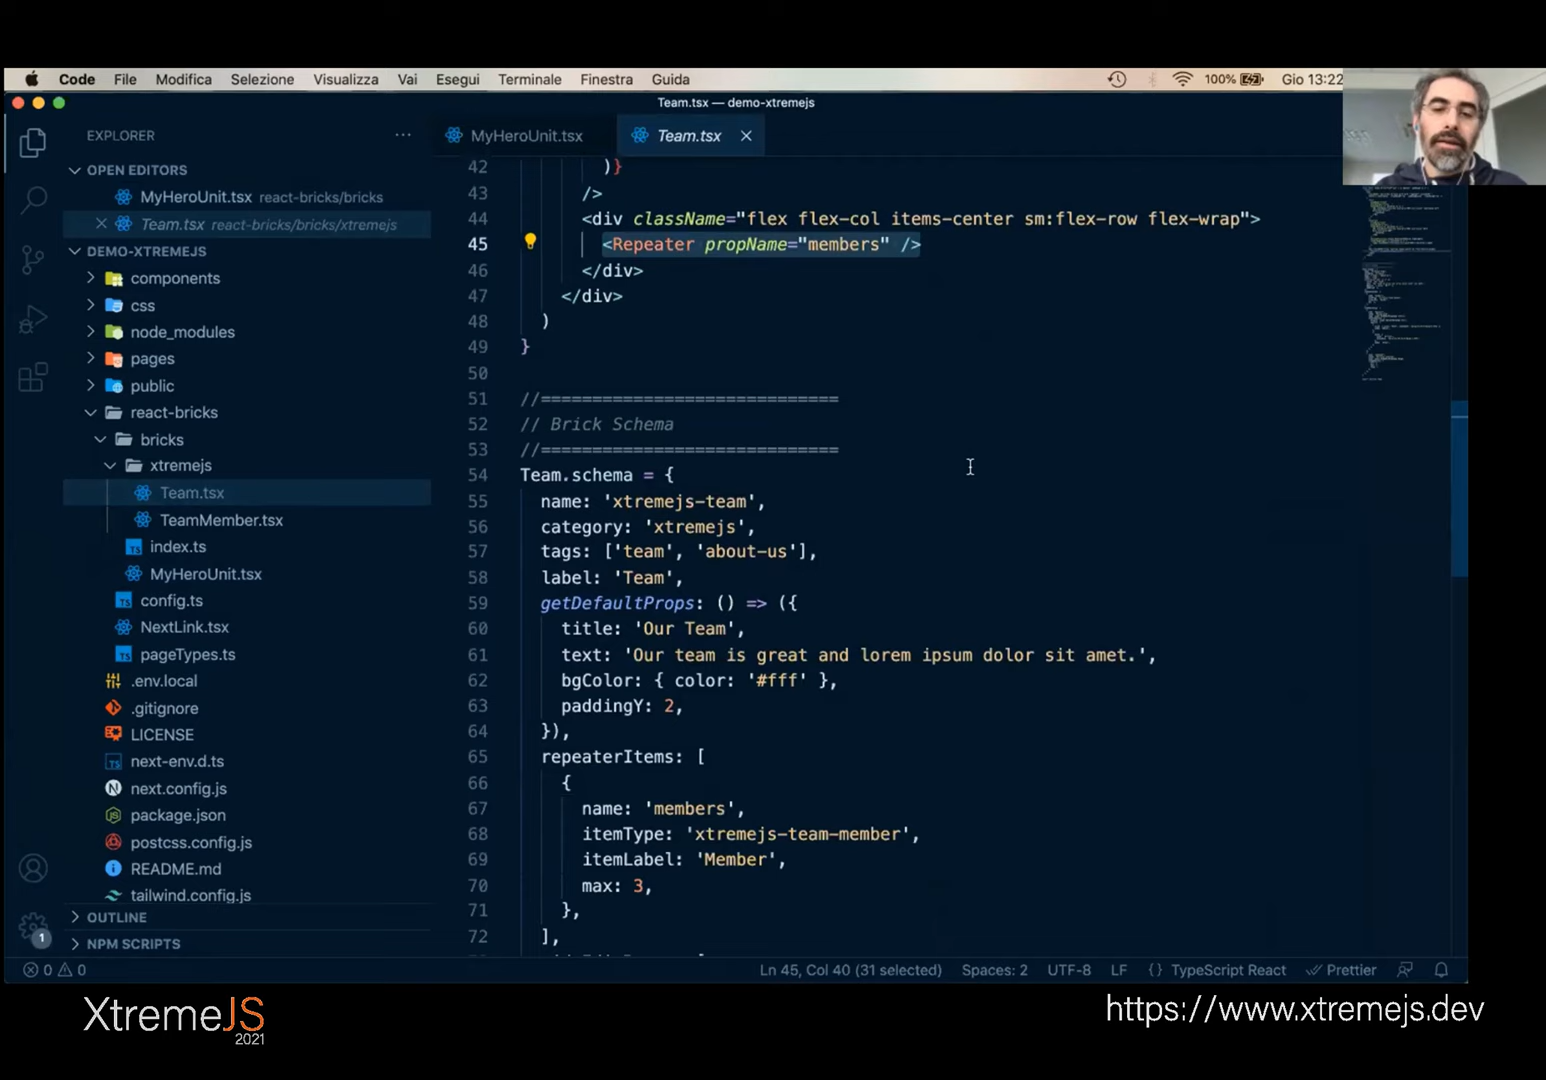 Code File Modifica Selezione Visualizza Vai Esegui Terminale Finestra Guida 100% Gio 13:22
Team.tsx — demo-xtremejs
EXPLORER ...
MyHeroUnit.tsx Team.tsx
OPEN EDITORS
MyHeroUnit.tsx react-bricks/bricks
Team.tsx react-bricks/bricks/xtremejs
DEMO-XTREMEJS
components
css
node_modules
pages
public
react-bricks
bricks
xtremejs
Team.tsx
TeamMember.tsx
index.ts
MyHeroUnit.tsx
config.ts
NextLink.tsx
pageTypes.ts
.env.local
.gitignore
LICENSE
next-env.d.ts
next.config.js
package.json
postcss.config.js
README.md
tailwind.config.js
OUTLINE
NPM SCRIPTS
1
42 )}
43 />
44 <div className="flex flex-col items-center sm:flex-row flex-wrap">
45 <Repeater propName="members" />
46 </div>
47 </div>
48 )
49 }
50
51 //=============================
52 // Brick Schema
53 //=============================
54 Team.schema = {
55 name: 'xtremejs-team',
56 category: 'xtremejs',
57 tags: ['team', 'about-us'],
58 label: 'Team',
59 getDefaultProps: () => ({
60 title: 'Our Team',
61 text: 'Our team is great and lorem ipsum dolor sit amet.',
62 bgColor: { color: '#fff' },
63 paddingY: 2,
64 }),
65 repeaterItems: [
66 {
67 name: 'members',
68 itemType: 'xtremejs-team-member',
69 itemLabel: 'Member',
70 max: 3,
71 },
72 ],
0 0 Ln 45, Col 40 (31 selected) Spaces: 2 UTF-8 LF {} TypeScript React Prettier
XtremeJS
2021
https://www.xtremejs.dev